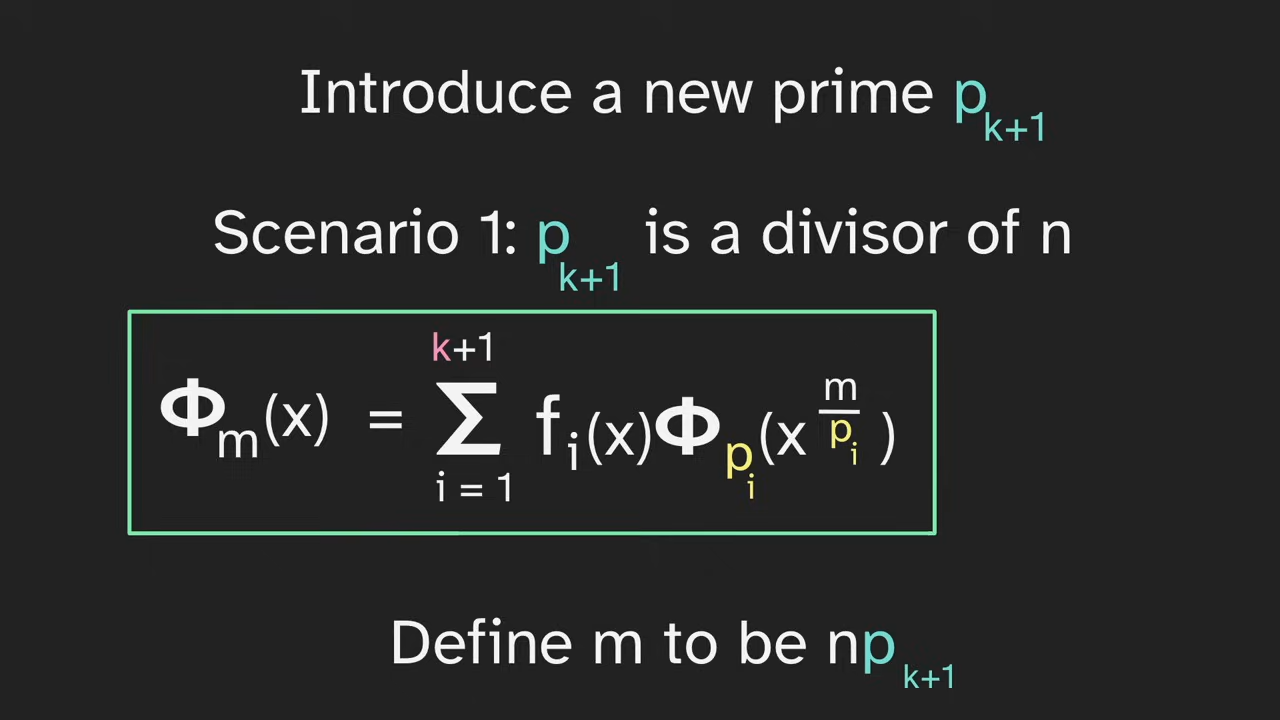 Introduce a new prime p_{k+1}
Scenario 1: p_{k+1} is a divisor of n
Φ_m(x) = Σ_{i = 1}^{k+1} f_i(x)Φ_{p_i}(x^{m/p_i})
Define m to be np_{k+1}